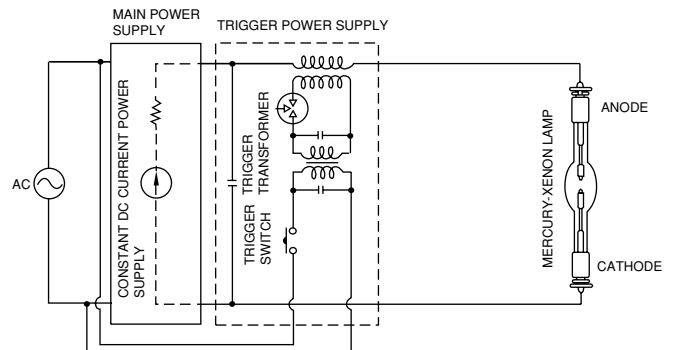 MAIN POWER
SUPPLY
TRIGGER POWER SUPPLY
AC
CONSTANT DC CURRENT POWER
SUPPLY
TRIGGER
TRANSFORMER
TRIGGER
SWITCH
MERCURY-XENON LAMP
ANODE
CATHODE